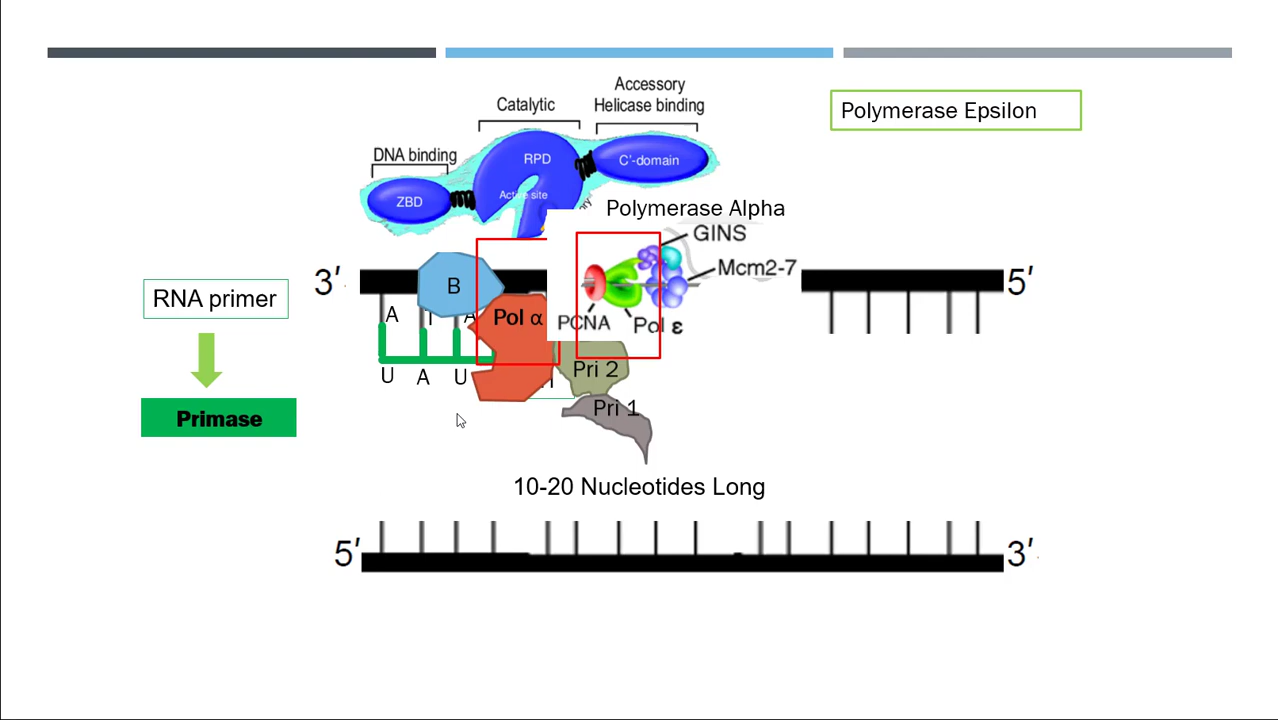 Accessory
Helicase binding
Catalytic
Polymerase Epsilon
DNA binding
RPD
C'-domain
Active site
ZBD
Polymerase Alpha
GINS
Mcm2-7
3′
B
5′
RNA primer
A T A
Pol α
PCNA
Pol ε
U A U
Pri 2
Pri 1
Primase
10-20 Nucleotides Long
5′
3′